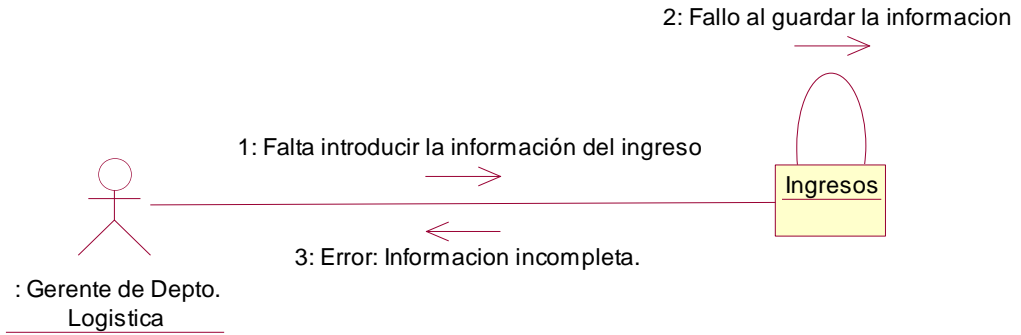 2: Fallo al guardar la informacion
1: Falta introducir la información del ingreso
Ingresos
3: Error: Informacion incompleta.
: Gerente de Depto.
Logistica